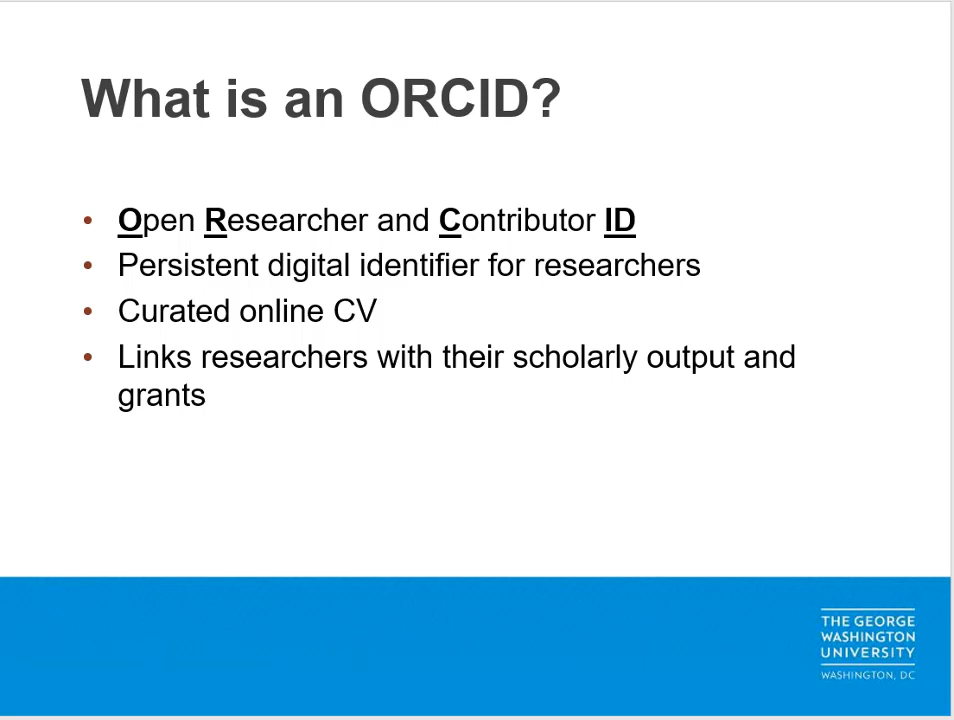 What is an ORCID?
• Open Researcher and Contributor ID
• Persistent digital identifier for researchers
• Curated online CV
• Links researchers with their scholarly output and
grants
THE GEORGE
WASHINGTON
UNIVERSITY
WASHINGTON, DC